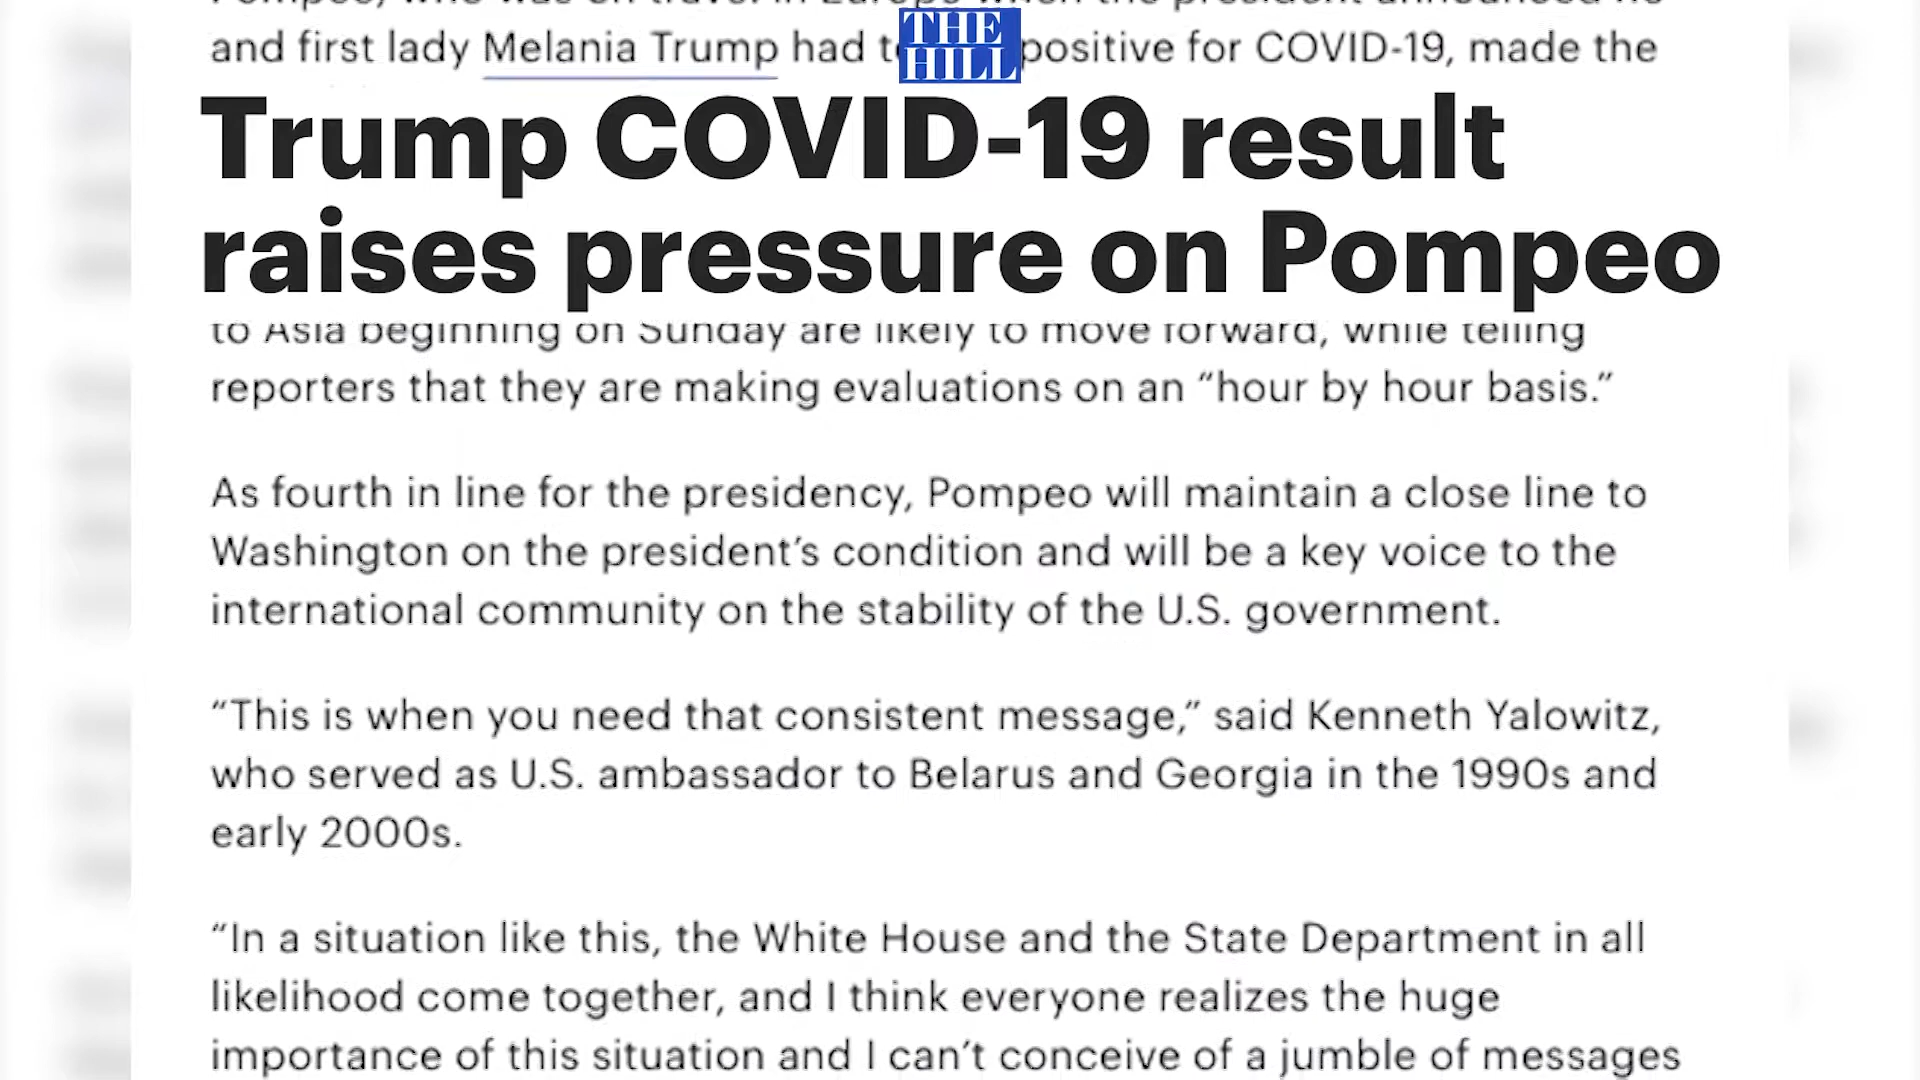 Pompeo, who was on travel in Europe when the president announced he
THE
HILL
and first lady Melania Trump had positive for COVID-19, made the
Trump COVID-19 result
raises pressure on Pompeo
to Asia beginning on Sunday are likely to move forward, while telling
reporters that they are making evaluations on an “hour by hour basis.”
As fourth in line for the presidency, Pompeo will maintain a close line to
Washington on the president’s condition and will be a key voice to the
international community on the stability of the U.S. government.
“This is when you need that consistent message,” said Kenneth Yalowitz,
who served as U.S. ambassador to Belarus and Georgia in the 1990s and
early 2000s.
“In a situation like this, the White House and the State Department in all
likelihood come together, and I think everyone realizes the huge
importance of this situation and I can’t conceive of a jumble of messages